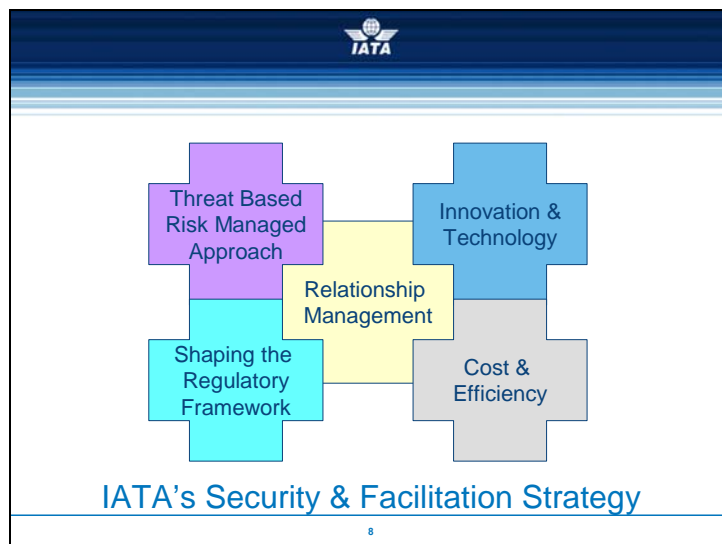 IATA
Threat Based
Risk Managed
Approach
Innovation &
Technology
Relationship
Management
Shaping the
Regulatory
Framework
Cost &
Efficiency
IATA's Security & Facilitation Strategy
8